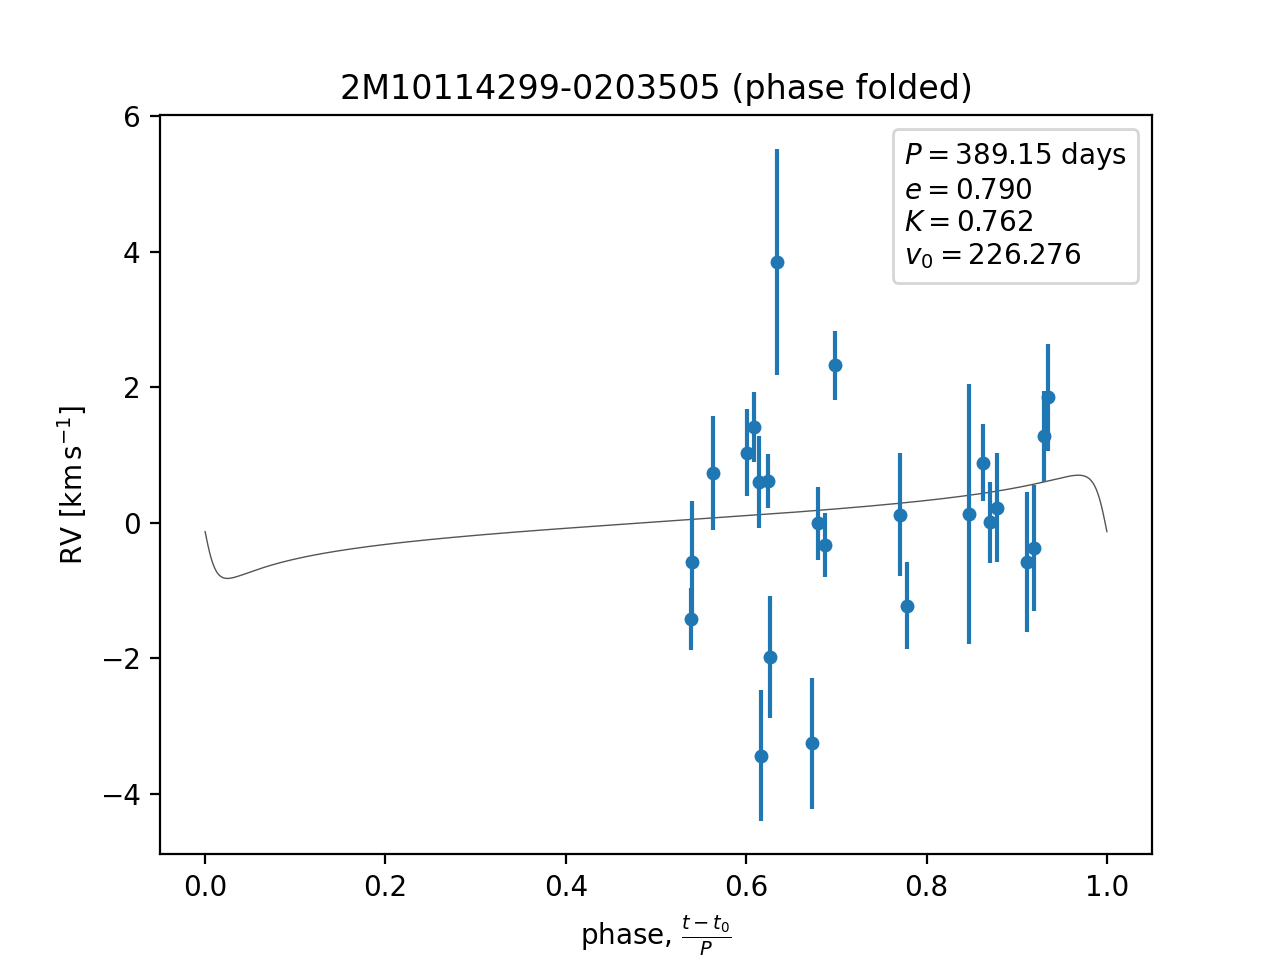 2M10114299-0203505 (phase folded)
P = 389.15 days
e = 0.790
K = 0.762
v₀ = 226.276
RV [km s⁻¹]
6
4
2
0
−2
−4
0.0 0.2 0.4 0.6 0.8 1.0
phase, (t − t₀)/P